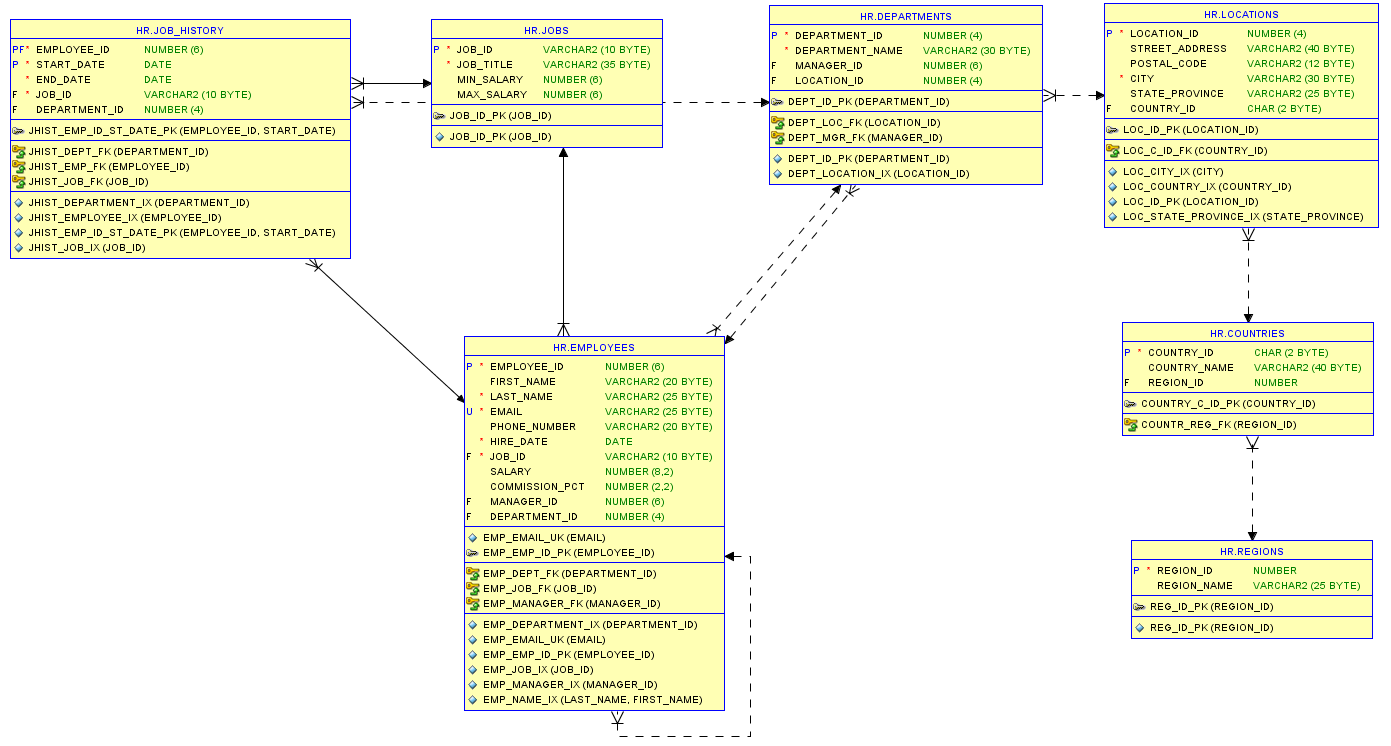 HR.JOB_HISTORY
PF* EMPLOYEE_ID NUMBER (6)
P * START_DATE DATE
* END_DATE DATE
F * JOB_ID VARCHAR2 (10 BYTE)
F DEPARTMENT_ID NUMBER (4)
JHIST_EMP_ID_ST_DATE_PK (EMPLOYEE_ID, START_DATE)
JHIST_DEPT_FK (DEPARTMENT_ID)
JHIST_EMP_FK (EMPLOYEE_ID)
JHIST_JOB_FK (JOB_ID)
JHIST_DEPARTMENT_IX (DEPARTMENT_ID)
JHIST_EMPLOYEE_IX (EMPLOYEE_ID)
JHIST_EMP_ID_ST_DATE_PK (EMPLOYEE_ID, START_DATE)
JHIST_JOB_IX (JOB_ID)
HR.JOBS
P * JOB_ID VARCHAR2 (10 BYTE)
* JOB_TITLE VARCHAR2 (35 BYTE)
MIN_SALARY NUMBER (6)
MAX_SALARY NUMBER (6)
JOB_ID_PK (JOB_ID)
JOB_ID_PK (JOB_ID)
HR.DEPARTMENTS
P * DEPARTMENT_ID NUMBER (4)
* DEPARTMENT_NAME VARCHAR2 (30 BYTE)
F MANAGER_ID NUMBER (6)
F LOCATION_ID NUMBER (4)
DEPT_ID_PK (DEPARTMENT_ID)
DEPT_LOC_FK (LOCATION_ID)
DEPT_MGR_FK (MANAGER_ID)
DEPT_ID_PK (DEPARTMENT_ID)
DEPT_LOCATION_IX (LOCATION_ID)
HR.LOCATIONS
P * LOCATION_ID NUMBER (4)
STREET_ADDRESS VARCHAR2 (40 BYTE)
POSTAL_CODE VARCHAR2 (12 BYTE)
* CITY VARCHAR2 (30 BYTE)
STATE_PROVINCE VARCHAR2 (25 BYTE)
F COUNTRY_ID CHAR (2 BYTE)
LOC_ID_PK (LOCATION_ID)
LOC_C_ID_FK (COUNTRY_ID)
LOC_CITY_IX (CITY)
LOC_COUNTRY_IX (COUNTRY_ID)
LOC_ID_PK (LOCATION_ID)
LOC_STATE_PROVINCE_IX (STATE_PROVINCE)
HR.EMPLOYEES
P * EMPLOYEE_ID NUMBER (6)
FIRST_NAME VARCHAR2 (20 BYTE)
* LAST_NAME VARCHAR2 (25 BYTE)
U * EMAIL VARCHAR2 (25 BYTE)
PHONE_NUMBER VARCHAR2 (20 BYTE)
* HIRE_DATE DATE
F * JOB_ID VARCHAR2 (10 BYTE)
SALARY NUMBER (8,2)
COMMISSION_PCT NUMBER (2,2)
F MANAGER_ID NUMBER (6)
F DEPARTMENT_ID NUMBER (4)
EMP_EMAIL_UK (EMAIL)
EMP_EMP_ID_PK (EMPLOYEE_ID)
EMP_DEPT_FK (DEPARTMENT_ID)
EMP_JOB_FK (JOB_ID)
EMP_MANAGER_FK (MANAGER_ID)
EMP_DEPARTMENT_IX (DEPARTMENT_ID)
EMP_EMAIL_UK (EMAIL)
EMP_EMP_ID_PK (EMPLOYEE_ID)
EMP_JOB_IX (JOB_ID)
EMP_MANAGER_IX (MANAGER_ID)
EMP_NAME_IX (LAST_NAME, FIRST_NAME)
HR.COUNTRIES
P * COUNTRY_ID CHAR (2 BYTE)
COUNTRY_NAME VARCHAR2 (40 BYTE)
F REGION_ID NUMBER
COUNTRY_C_ID_PK (COUNTRY_ID)
COUNTR_REG_FK (REGION_ID)
HR.REGIONS
P * REGION_ID NUMBER
REGION_NAME VARCHAR2 (25 BYTE)
REG_ID_PK (REGION_ID)
REG_ID_PK (REGION_ID)